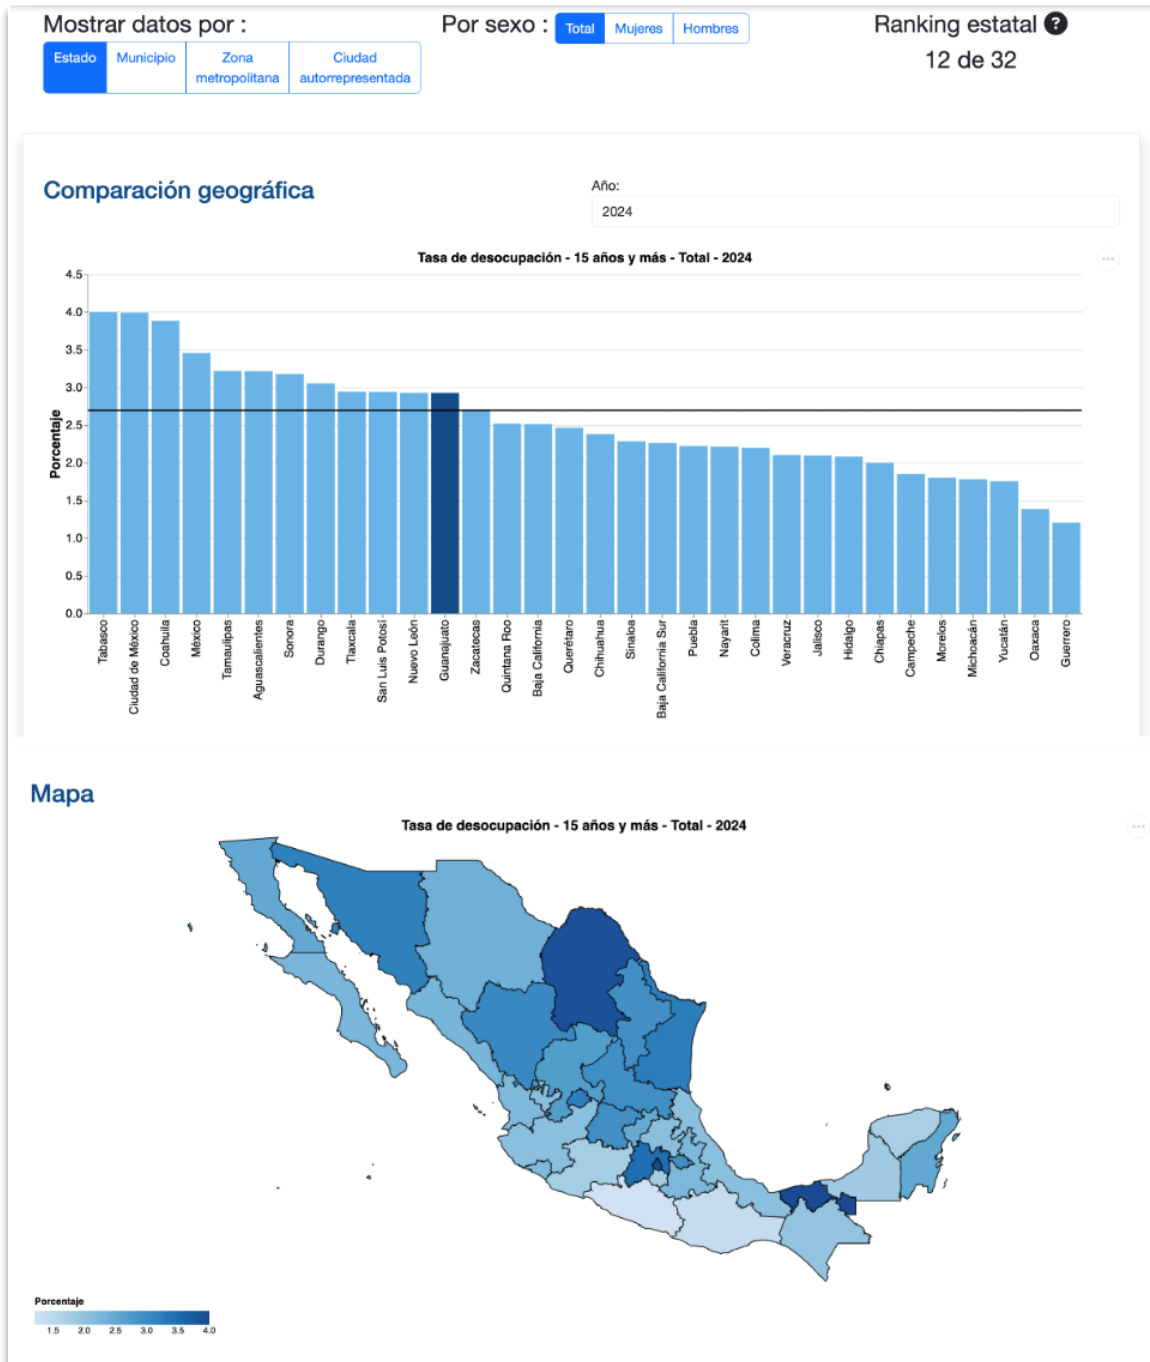 Mostrar datos por :
Por sexo :
Total
Mujeres
Hombres
Ranking estatal ?
12 de 32
Estado
Municipio
Zona
metropolitana
Ciudad
autorrepresentada
Comparación geográfica
Año:
2024
Tasa de desocupación - 15 años y más - Total - 2024
Porcentaje
4.5
4.0
3.5
3.0
2.5
2.0
1.5
1.0
0.5
0.0
Tabasco
Ciudad de México
Coahuila
México
Tamaulipas
Aguascalientes
Sonora
Durango
Tlaxcala
San Luis Potosí
Nuevo León
Guanajuato
Zacatecas
Quintana Roo
Baja California
Querétaro
Chihuahua
Sinaloa
Baja California Sur
Puebla
Nayarit
Colima
Veracruz
Jalisco
Hidalgo
Chiapas
Campeche
Morelos
Michoacán
Yucatán
Oaxaca
Guerrero
Mapa
Tasa de desocupación - 15 años y más - Total - 2024
Porcentaje
1.5 2.0 2.5 3.0 3.5 4.0